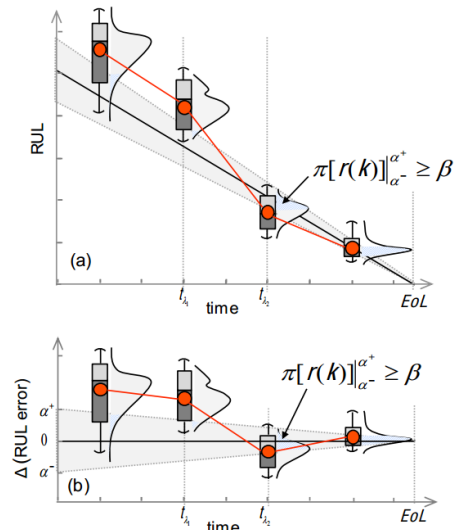 RUL
π[r(k)]|α⁺α⁻ ≥ β
(a)
tλ₁ time tλ₂ EoL
Δ (RUL error)
α⁺
0
α⁻
π[r(k)]|α⁺α⁻ ≥ β
(b)
tλ₁ time tλ₂ EoL